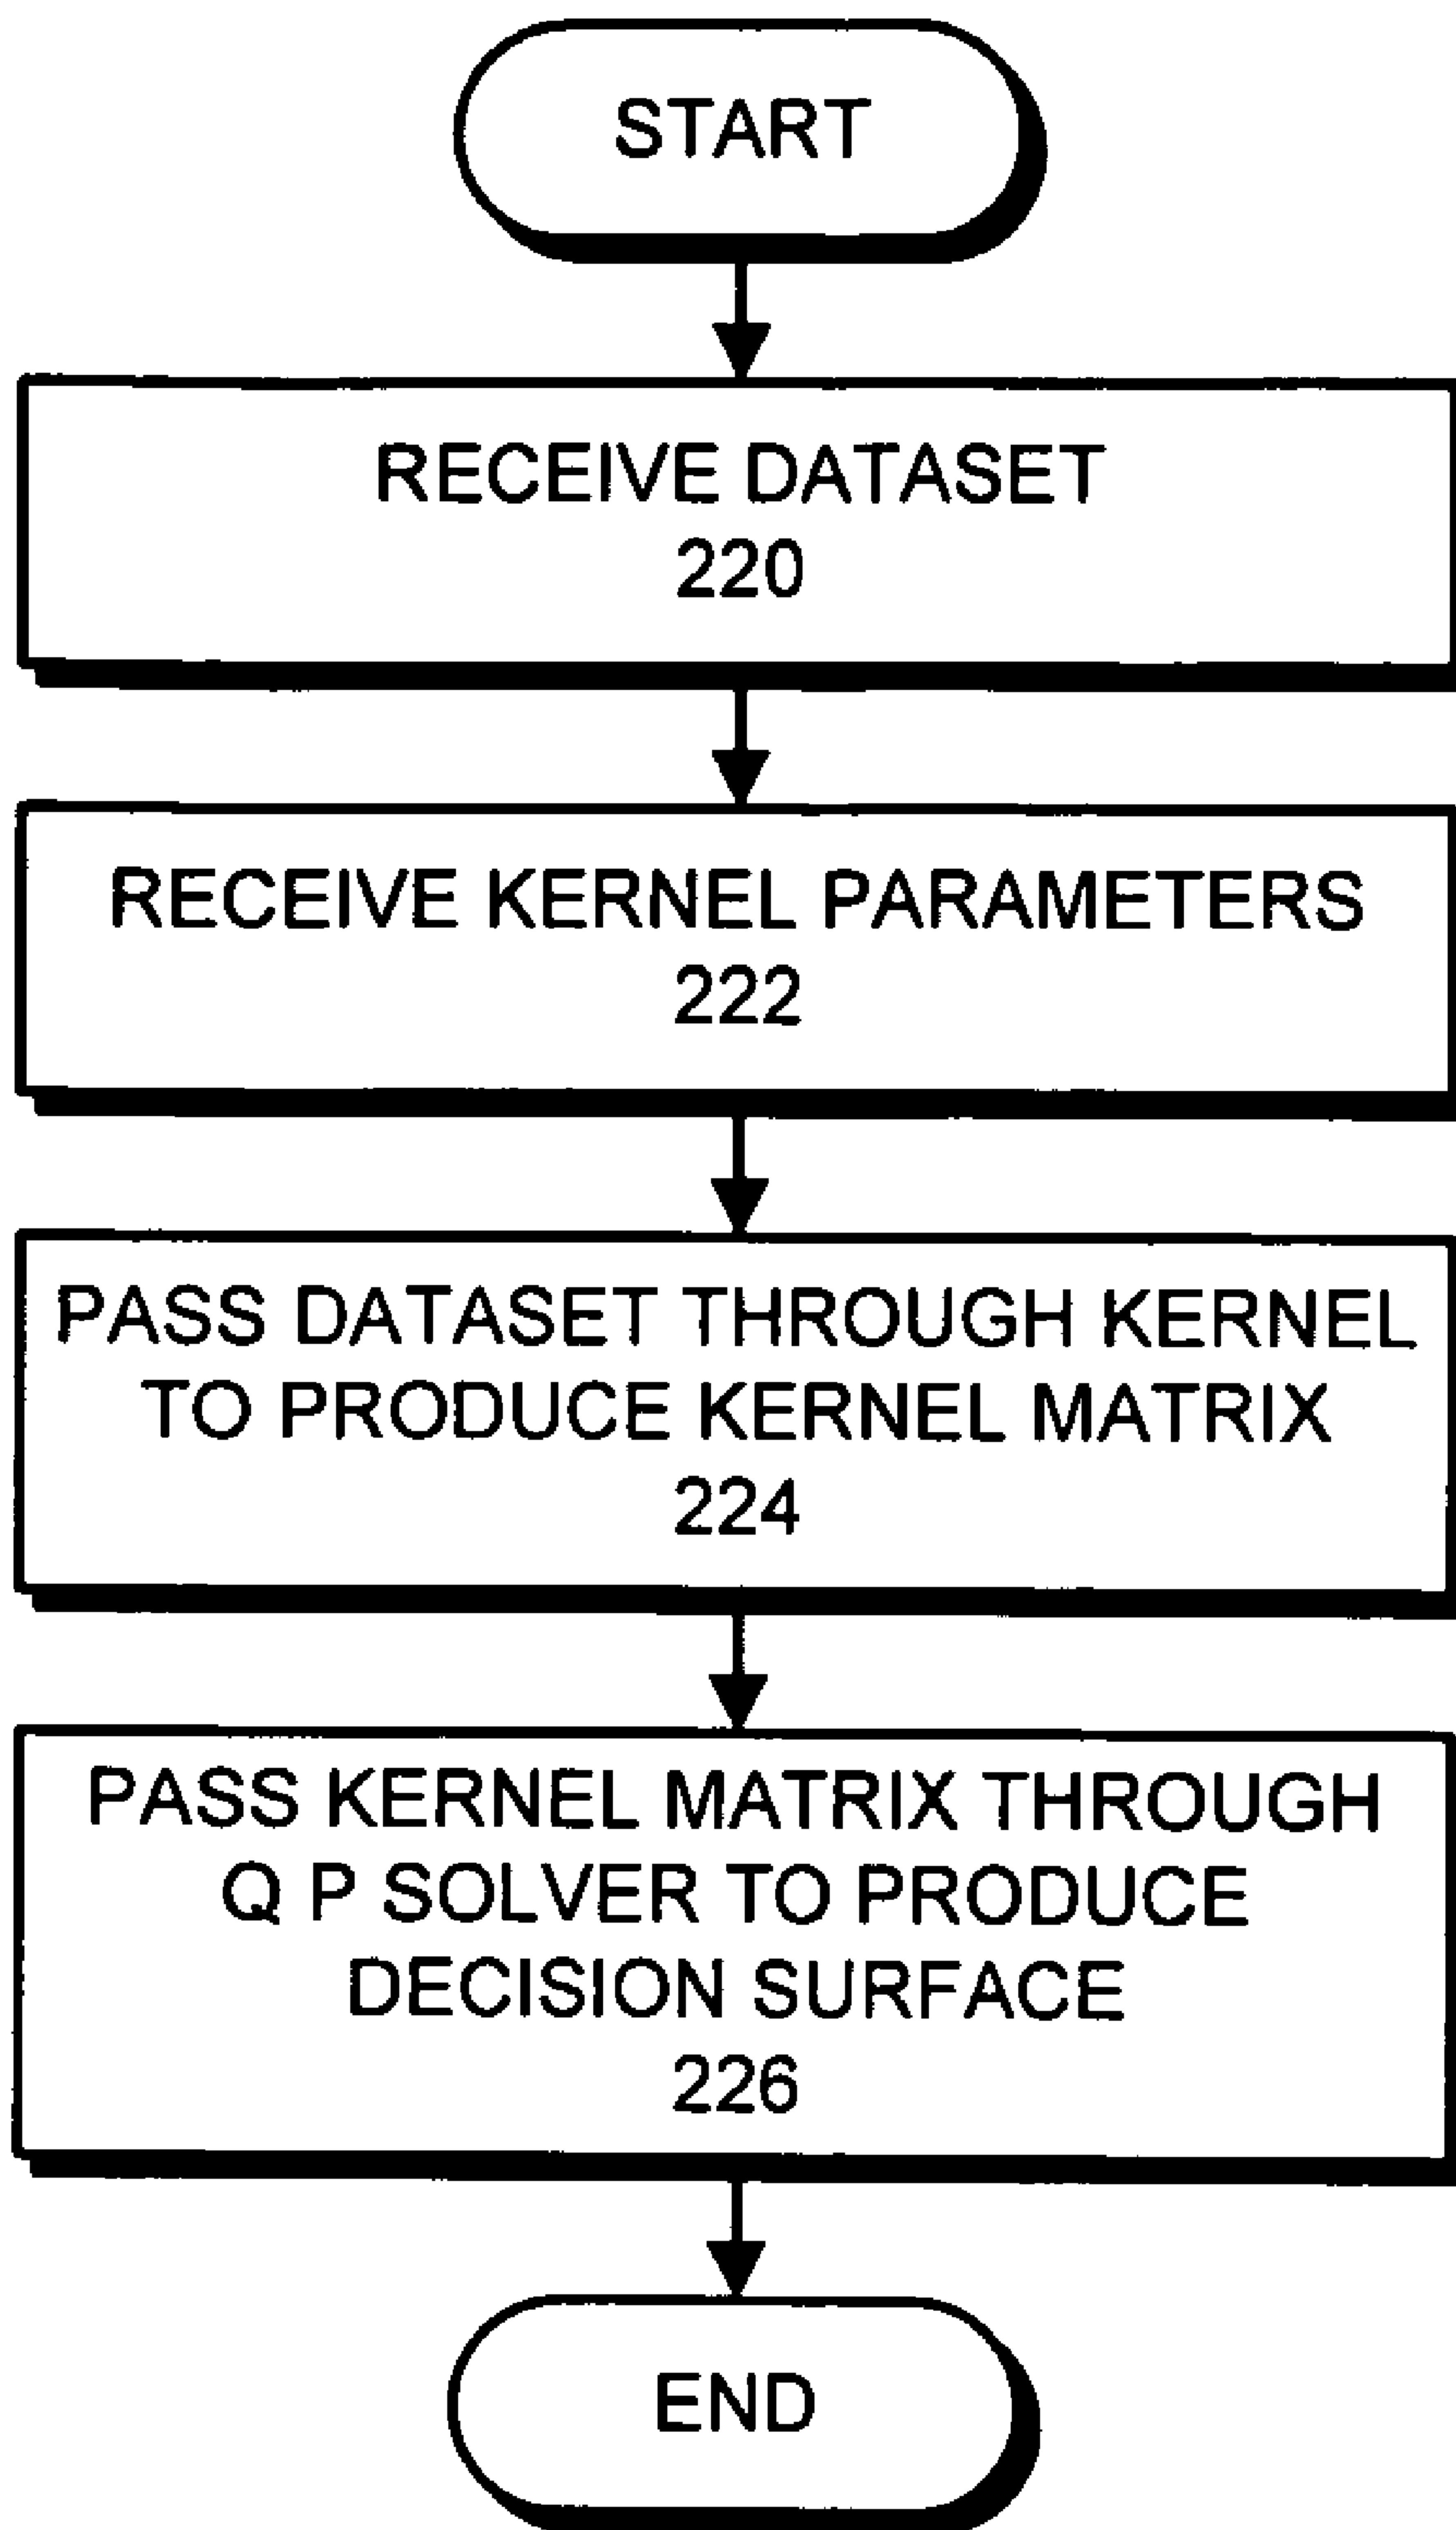 START
RECEIVE DATASET
220
RECEIVE KERNEL PARAMETERS
222
PASS DATASET THROUGH KERNEL
TO PRODUCE KERNEL MATRIX
224
PASS KERNEL MATRIX THROUGH
Q P SOLVER TO PRODUCE
DECISION SURFACE
226
END